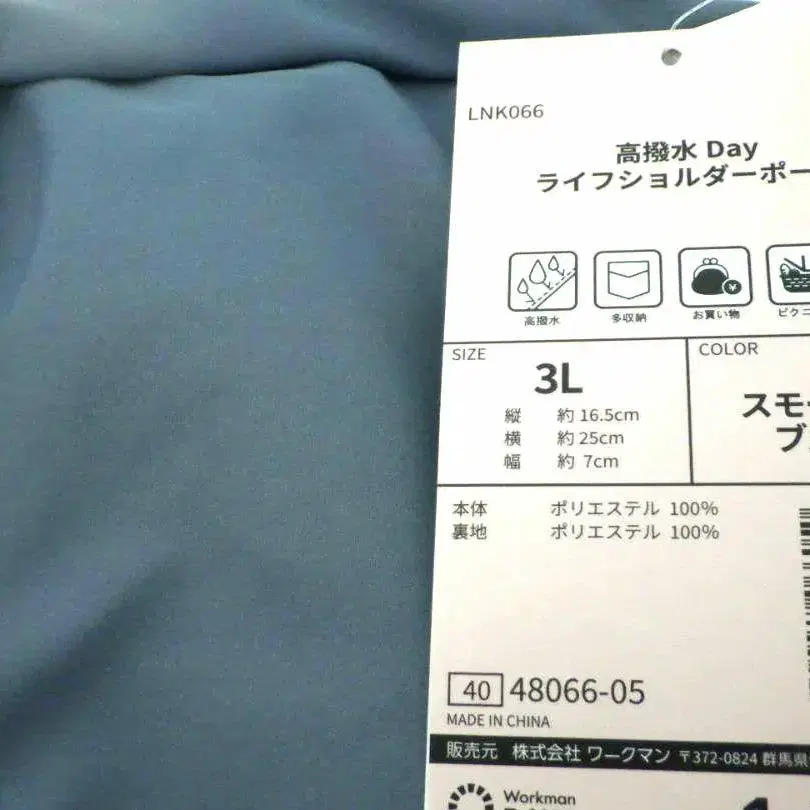 LNK066
高撥水 Day
ライフショルダーポー
高撥水 多収納 お買い物 ピクニ
SIZE
3L
縦 約 16.5cm
横 約 25cm
幅 約 7cm
COLOR
スモー
ブ
本体 ポリエステル 100%
裏地 ポリエステル 100%
40 48066-05
MADE IN CHINA
販売元 株式会社 ワークマン 〒372-0824 群馬県
Workman